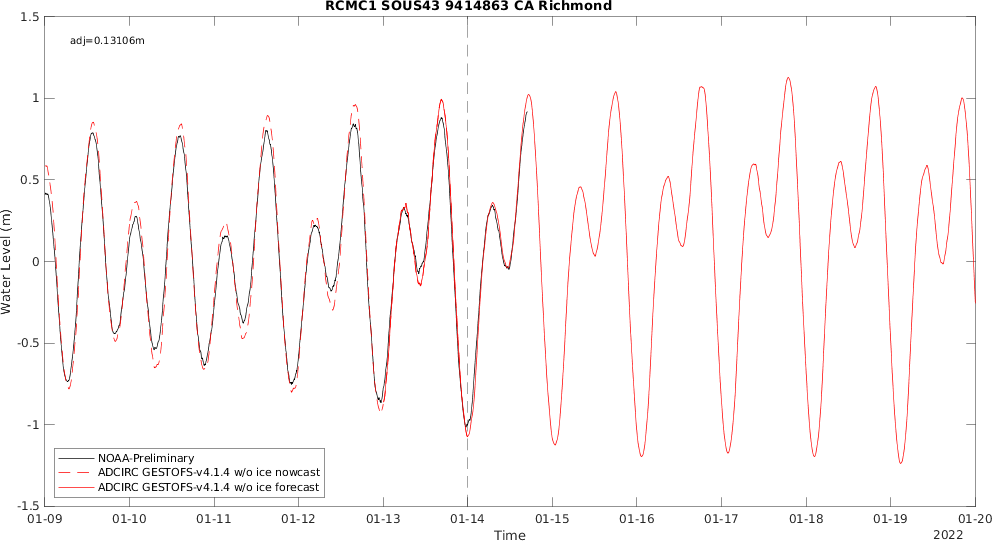 RCMC1 SOUS43 9414863 CA Richmond
adj=0.13106m
1.5
1
0.5
0
-0.5
-1
-1.5
Water Level (m)
NOAA-Preliminary
ADCIRC GESTOFS-v4.1.4 w/o ice nowcast
ADCIRC GESTOFS-v4.1.4 w/o ice forecast
01-09 01-10 01-11 01-12 01-13 01-14 01-15 01-16 01-17 01-18 01-19 01-20
Time
2022